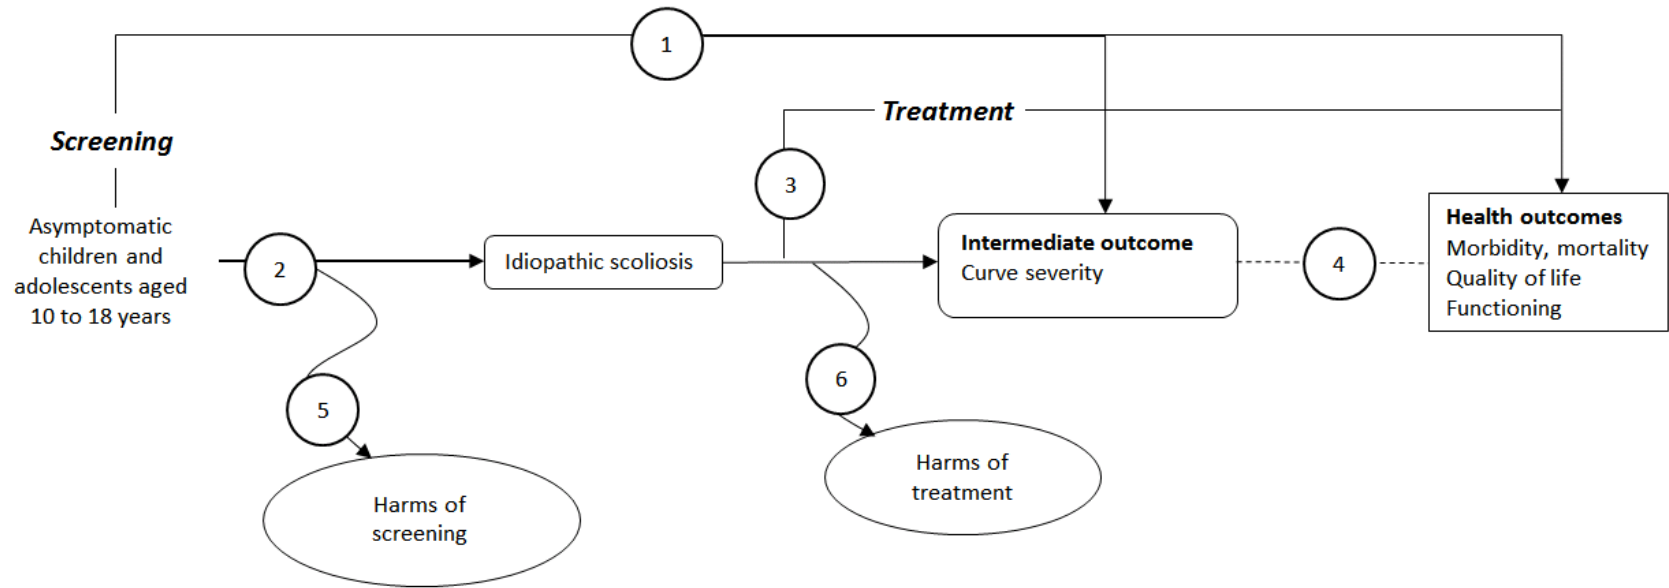 1
Treatment
Screening
3
Asymptomatic
children and
adolescents aged
10 to 18 years
2
Idiopathic scoliosis
Intermediate outcome
Curve severity
4
Health outcomes
Morbidity, mortality
Quality of life
Functioning
5
6
Harms of
screening
Harms of
treatment